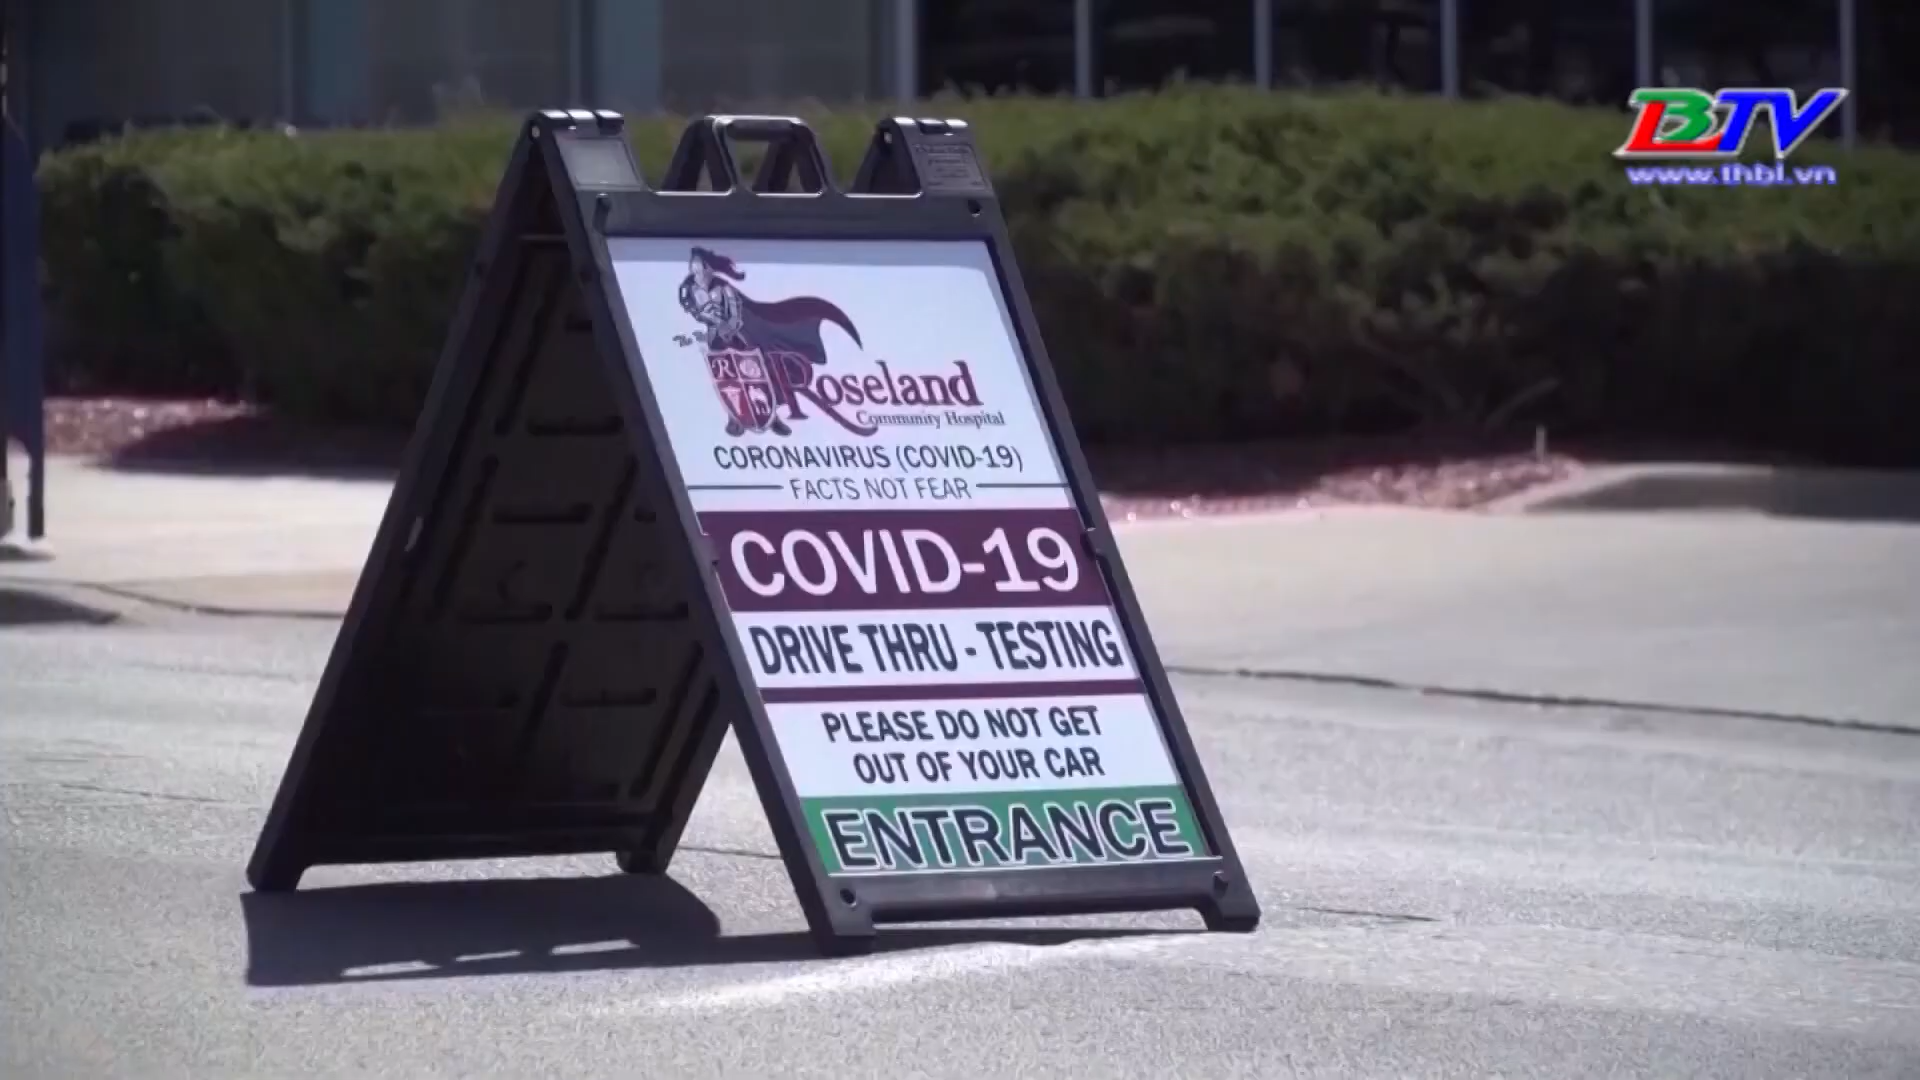 BTV
www.thbl.vn
Roseland
Community Hospital
CORONAVIRUS (COVID-19)
FACTS NOT FEAR
COVID-19
DRIVE THRU - TESTING
PLEASE DO NOT GET
OUT OF YOUR CAR
ENTRANCE